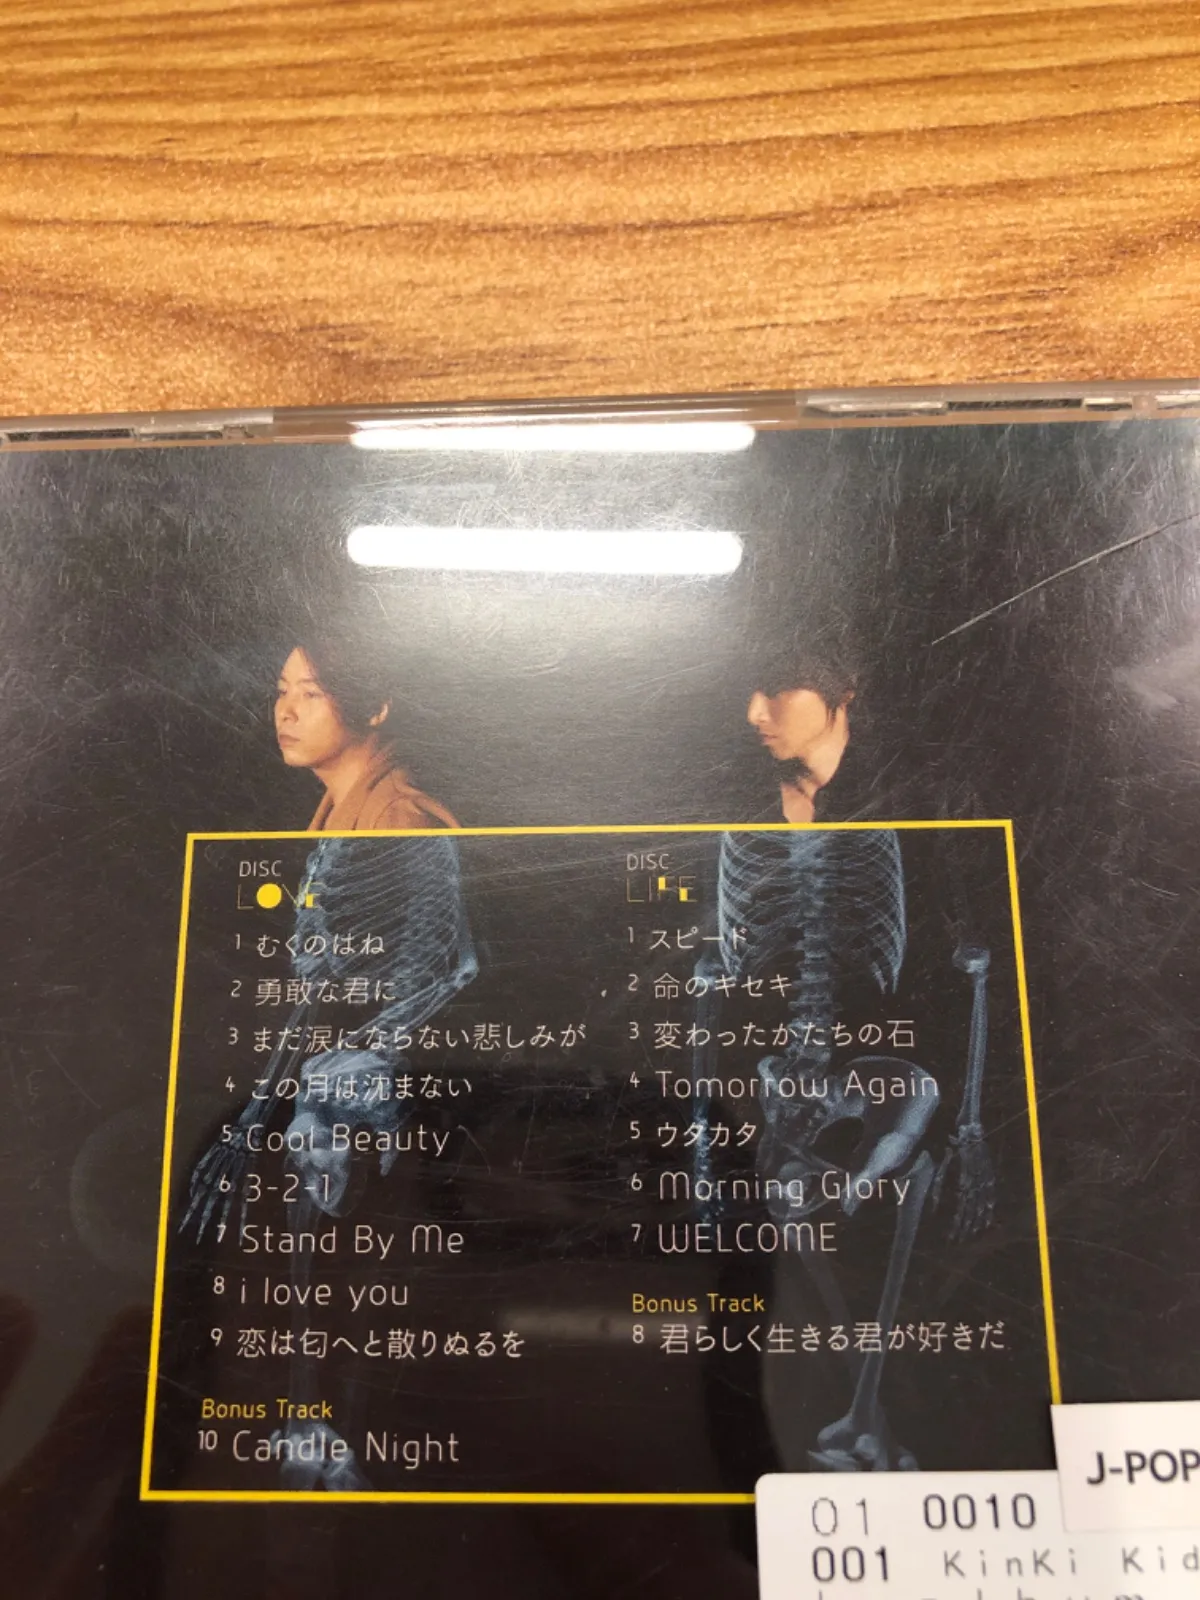 DISC
LOVE
1 むくのはね
2 勇敢な君に
3 まだ涙にならない悲しみが
4 この月は沈まない
5 Cool Beauty
6 3-2-1
7 Stand By Me
8 i love you
9 恋は匂へと散りぬるを
Bonus Track
10 Candle Night
DISC
LIFE
1 スピード
2 命のキセキ
3 変わったかたちの石
4 Tomorrow Again
5 ウタカタ
6 Morning Glory
7 WELCOME
Bonus Track
8 君らしく生きる君が好きだ
J-POP
01 0010
001 KinKi Kid